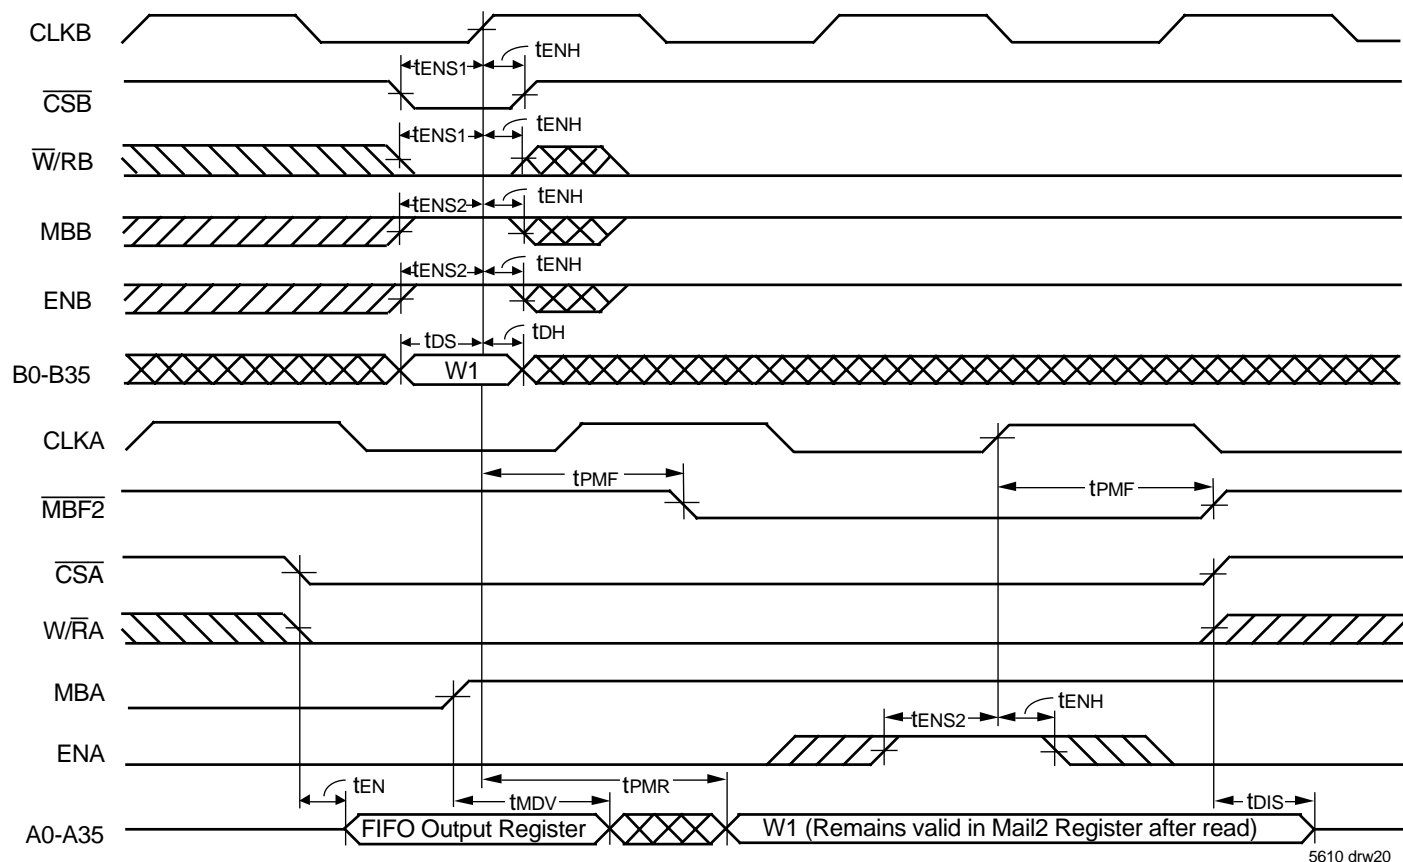 CLKB
tENS1 tENH
CSB
tENS1 tENH
W/RB
tENS2 tENH
MBB
tENS2 tENH
ENB
tDS tDH
B0-B35 W1
CLKA
tPMF tPMF
MBF2
CSA
W/RA
MBA
tENS2 tENH
ENA
tEN tMDV tPMR tDIS
A0-A35 FIFO Output Register W1 (Remains valid in Mail2 Register after read)
5610 drw20